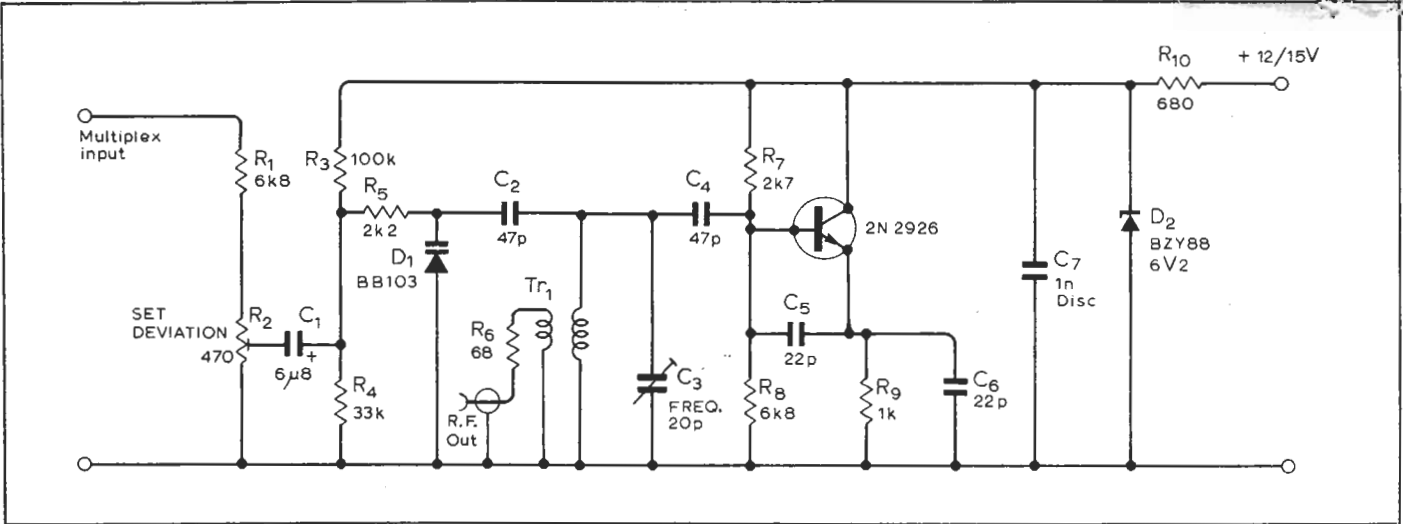 Multiplex
input
R1
6k8
SET
DEVIATION
R2
470
C1
+
6µ8
R3
100k
R4
33k
R5
2k2
D1
BB103
C2
47p
R6
68
R.F.
Out
Tr1
C3
FREQ.
20p
C4
47p
R7
2k7
2N 2926
C5
22p
R8
6k8
R9
1k
C6
22p
C7
1n
Disc
D2
BZY88
6V2
R10
680
+ 12/15V